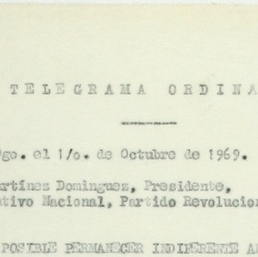 TELEGRAMA ORDINA
go. el 1/o. de Octubre de 1969.
artínez Domínguez, Presidente,
tivo Nacional, Partido Revolucion
POSIBLE PERMANECER INDIFERENTE A